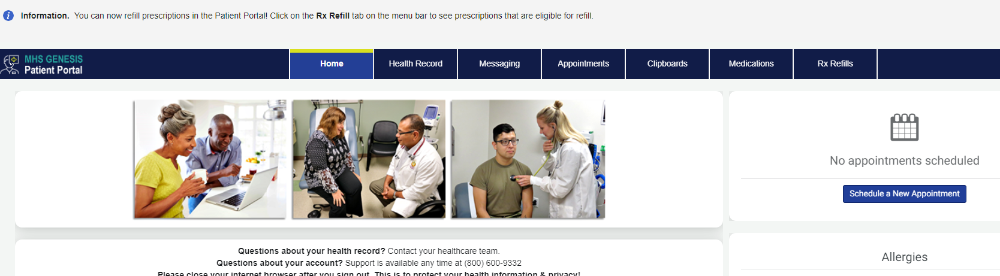 Information. You can now refill prescriptions in the Patient Portal! Click on the Rx Refill tab on the menu bar to see prescriptions that are eligible for refill.
MHS GENESIS
Patient Portal
Home
Health Record
Messaging
Appointments
Clipboards
Medications
Rx Refills
No appointments scheduled
Schedule a New Appointment
Questions about your health record? Contact your healthcare team.
Questions about your account? Support is available any time at (800) 600-9332
Please close your internet browser after you sign out. This is to protect your health information & privacy!
Allergies